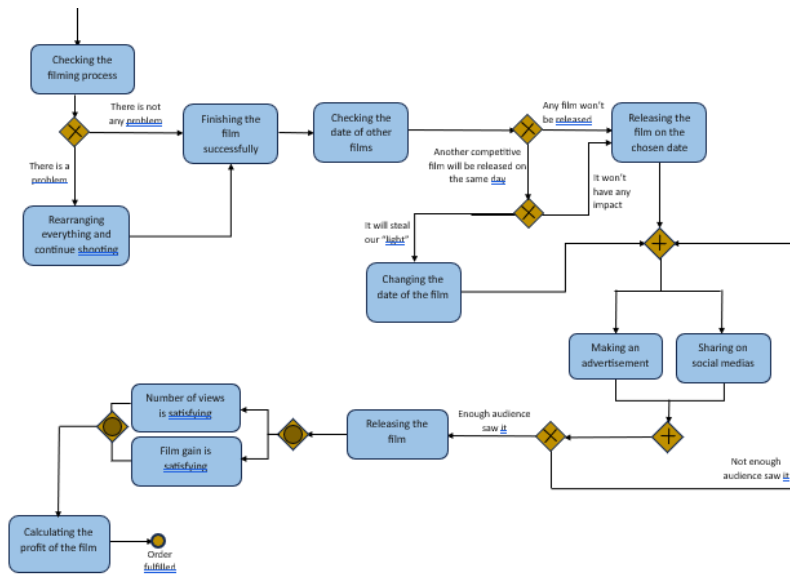 Checking the
filming process
There is not
any problem
There is a
problem
Rearranging
everything and
continue shooting
Finishing the
film
successfully
Checking the
date of other
films
Any film won't
be released
Another competitive
film will be released on
the same day
Releasing the
film on the
chosen date
It won't
have any
impact
It will steal
our "light"
Changing the
date of the film
Making an
advertisement
Sharing on
social medias
Not enough
audience saw it
Enough audience
saw it
Releasing the
film
Number of views
is satisfying
Film gain is
satisfying
Calculating the
profit of the film
Order
fulfilled